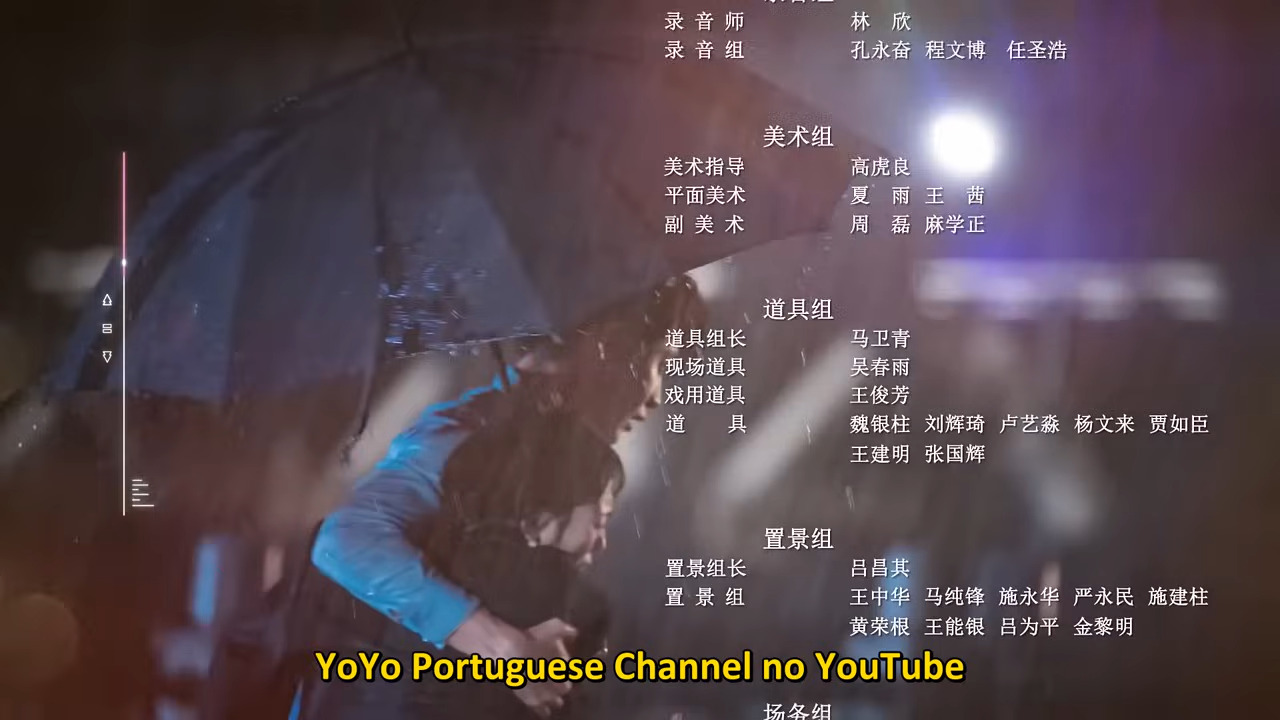 录 音 师 林 欣
录 音 组 孔永奋 程文博 任圣浩
美术组
美术指导 高虎良
平面美术 夏 雨 王 茜
副 美 术 周 磊 麻学正
道具组
道具组长 马卫青
现场道具 吴春雨
戏用道具 王俊芳
道 具 魏银柱 刘辉琦 卢艺淼 杨文来 贾如臣
王建明 张国辉
置景组
置景组长 吕昌其
置 景 组 王中华 马纯锋 施永华 严永民 施建柱
黄荣根 王能银 吕为平 金黎明
YoYo Portuguese Channel no YouTube
场务组